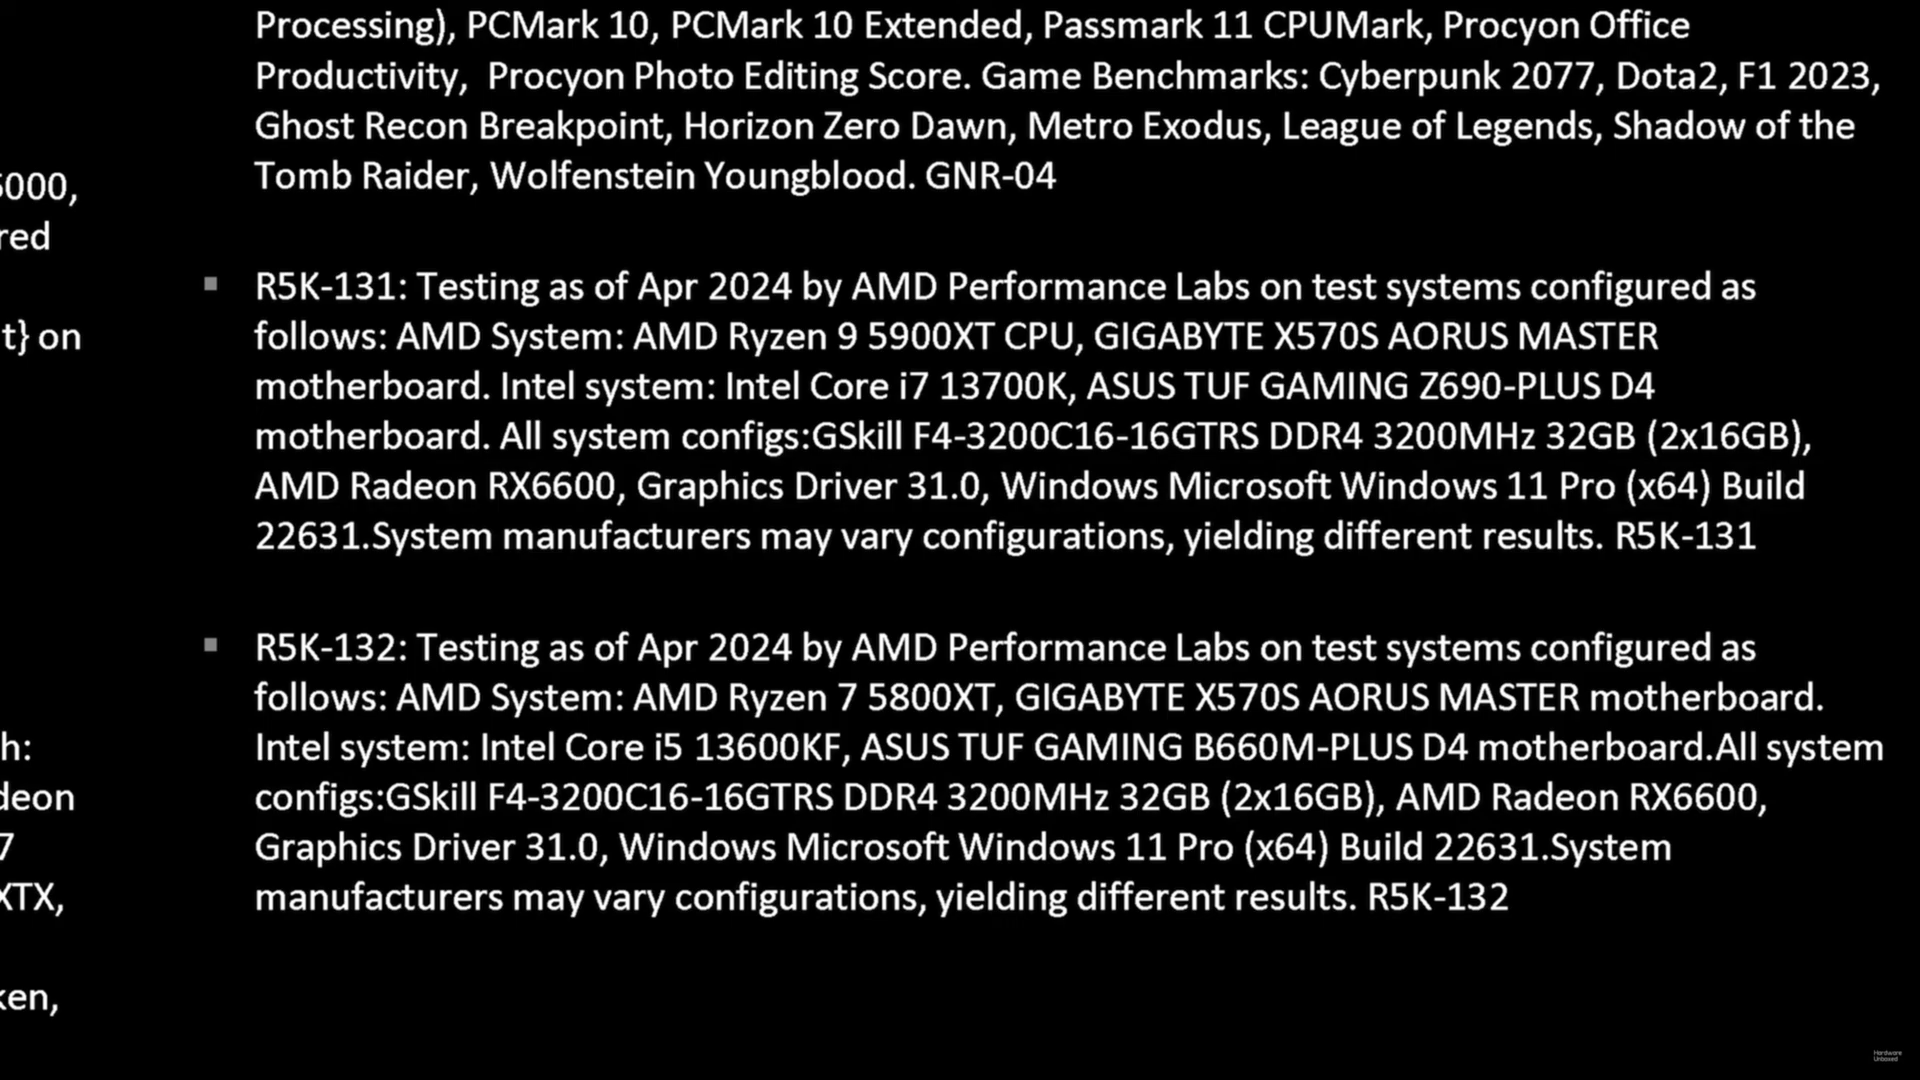 Processing), PCMark 10, PCMark 10 Extended, Passmark 11 CPUMark, Procyon Office
Productivity,  Procyon Photo Editing Score. Game Benchmarks: Cyberpunk 2077, Dota2, F1 2023,
Ghost Recon Breakpoint, Horizon Zero Dawn, Metro Exodus, League of Legends, Shadow of the
Tomb Raider, Wolfenstein Youngblood. GNR-04
R5K-131: Testing as of Apr 2024 by AMD Performance Labs on test systems configured as
follows: AMD System: AMD Ryzen 9 5900XT CPU, GIGABYTE X570S AORUS MASTER
motherboard. Intel system: Intel Core i7 13700K, ASUS TUF GAMING Z690-PLUS D4
motherboard. All system configs:GSkill F4-3200C16-16GTRS DDR4 3200MHz 32GB (2x16GB),
AMD Radeon RX6600, Graphics Driver 31.0, Windows Microsoft Windows 11 Pro (x64) Build
22631.System manufacturers may vary configurations, yielding different results. R5K-131
R5K-132: Testing as of Apr 2024 by AMD Performance Labs on test systems configured as
follows: AMD System: AMD Ryzen 7 5800XT, GIGABYTE X570S AORUS MASTER motherboard.
Intel system: Intel Core i5 13600KF, ASUS TUF GAMING B660M-PLUS D4 motherboard.All system
configs:GSkill F4-3200C16-16GTRS DDR4 3200MHz 32GB (2x16GB), AMD Radeon RX6600,
Graphics Driver 31.0, Windows Microsoft Windows 11 Pro (x64) Build 22631.System
manufacturers may vary configurations, yielding different results. R5K-132
000,
red
t} on
h:
deon
7
XTX,
ken,
Hardware
Unboxed